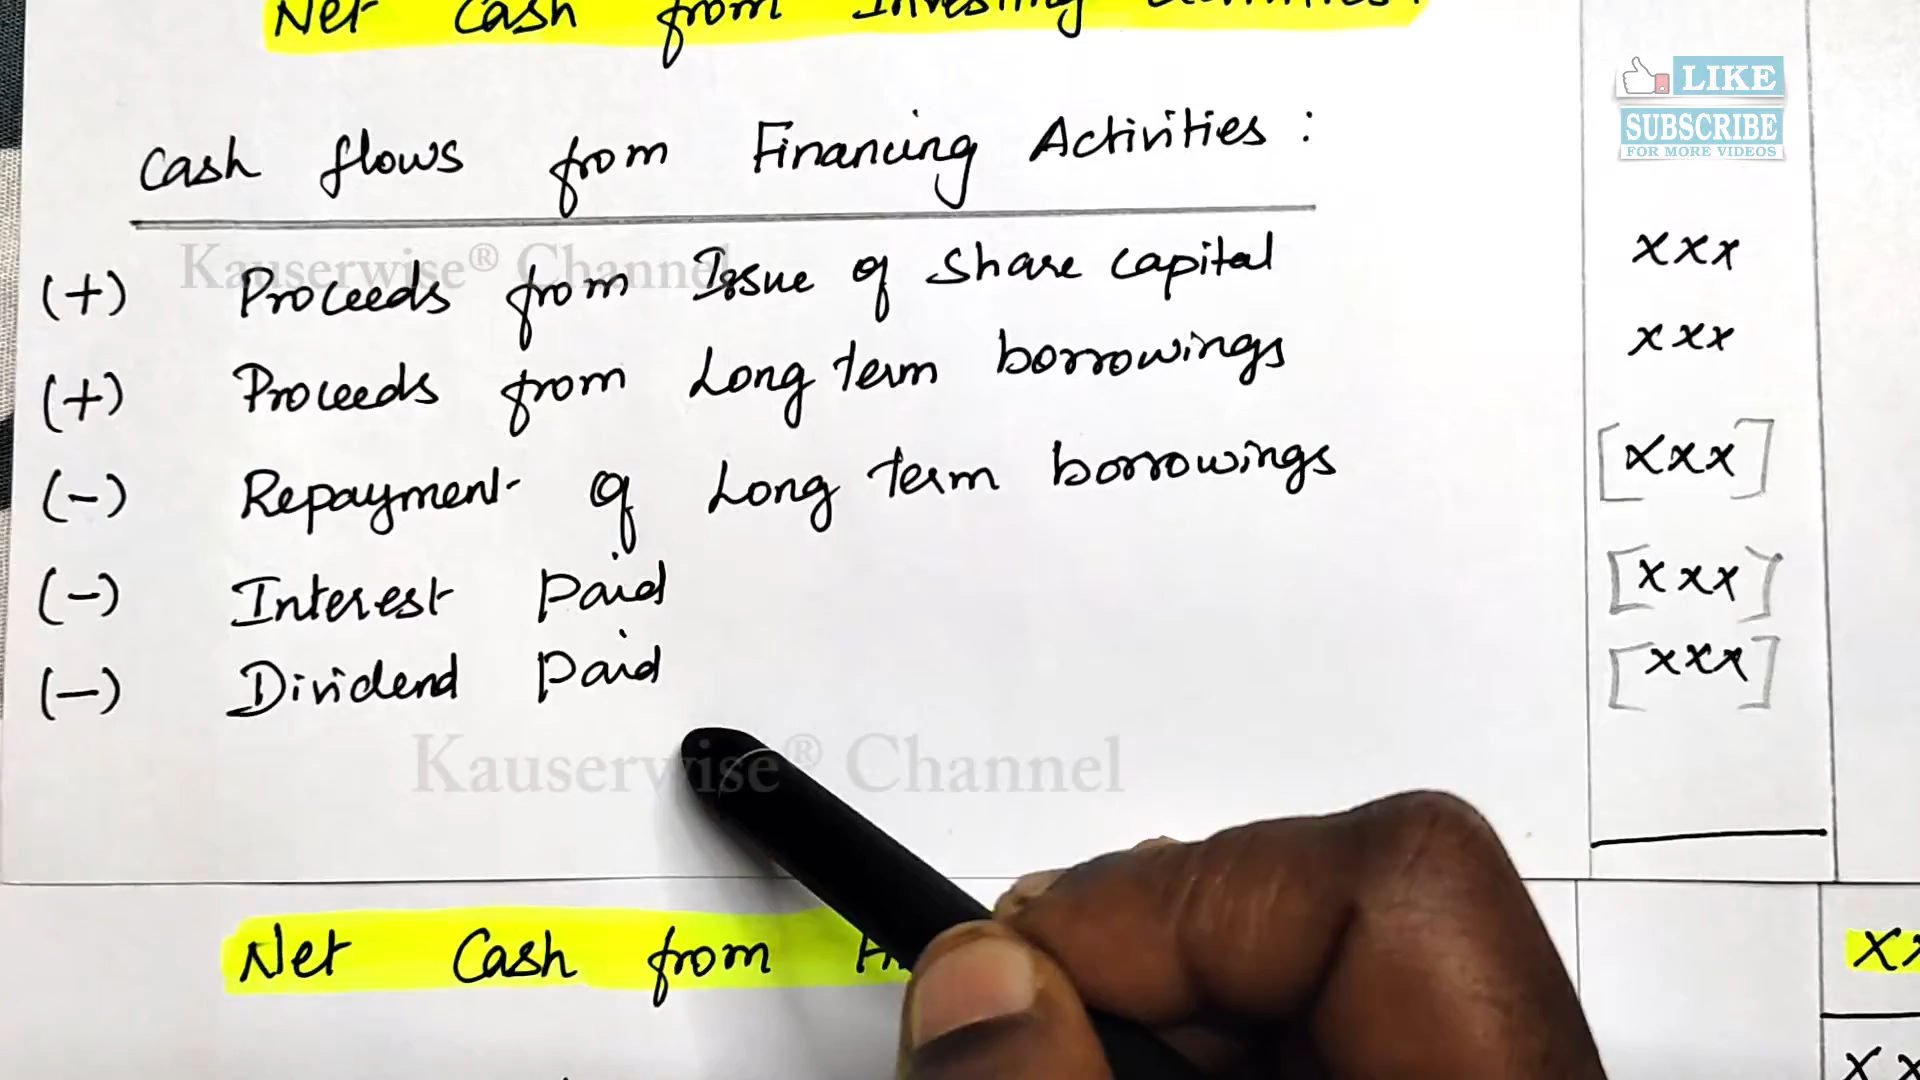 Net Cash from Investing Activities:
LIKE
SUBSCRIBE
FOR MORE VIDEOS
Cash flows from Financing Activities :
Kauserwise® Channel
(+) Proceeds from Issue of Share capital xxx
(+) Proceeds from Long term borrowings xxx
(-) Repayment of Long term borrowings [xxx]
(-) Interest Paid [xxx]
(-) Dividend Paid [xxx]
Kauserwise® Channel
Net Cash from